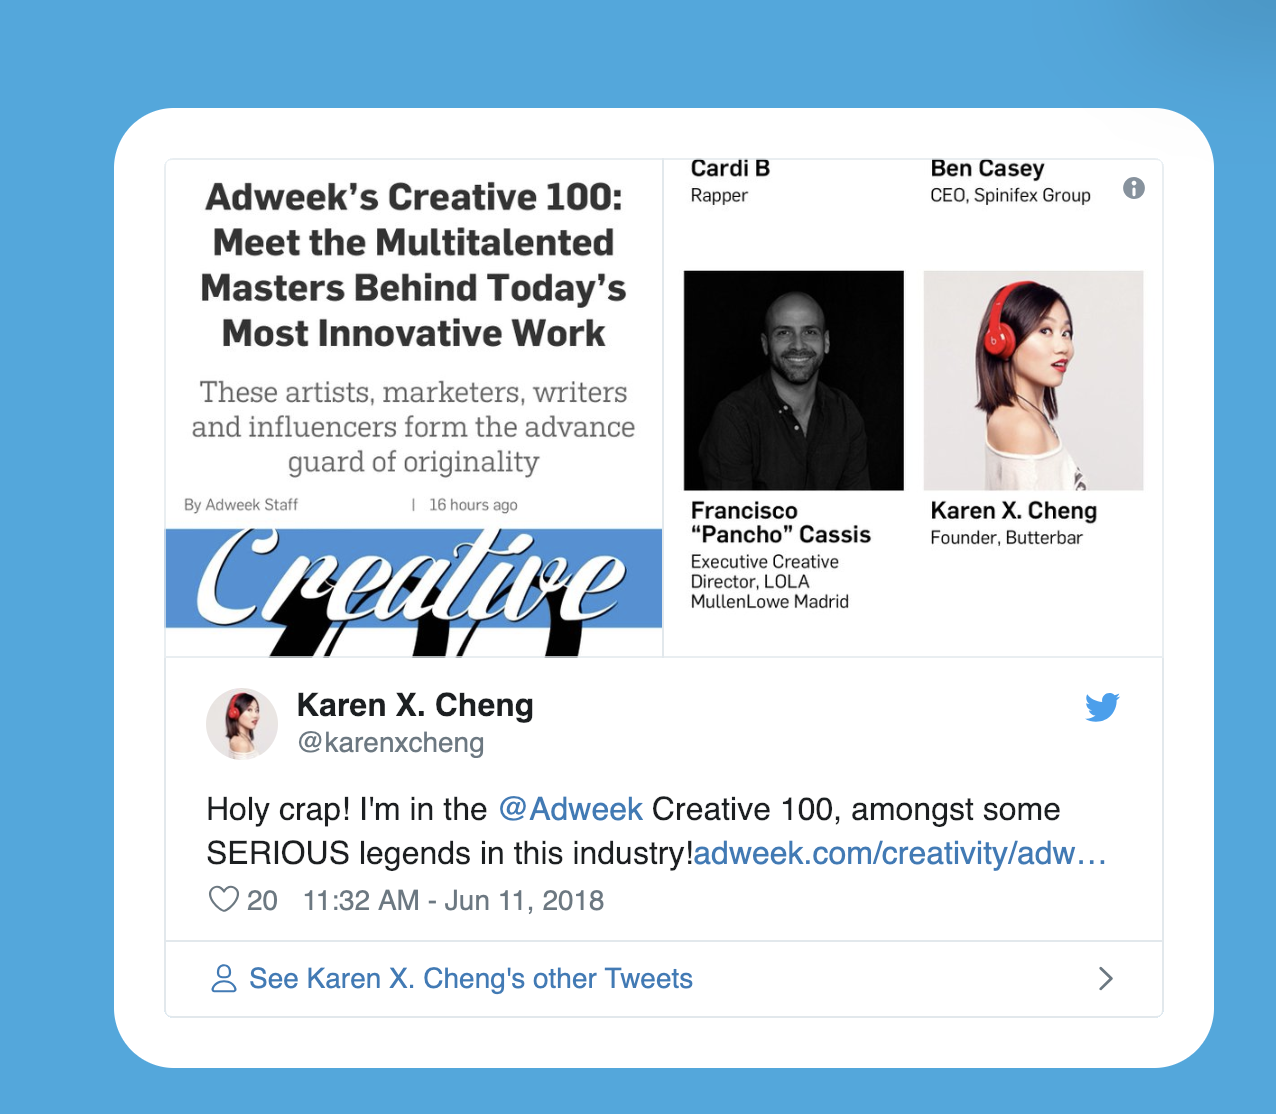 Adweek’s Creative 100:
Meet the Multitalented
Masters Behind Today’s
Most Innovative Work
These artists, marketers, writers
and influencers form the advance
guard of originality
By Adweek Staff | 16 hours ago
Creative
100
Cardi B
Rapper
Ben Casey
CEO, Spinifex Group
Francisco
“Pancho” Cassis
Executive Creative
Director, LOLA
MullenLowe Madrid
Karen X. Cheng
Founder, Butterbar
Karen X. Cheng
@karenxcheng
Holy crap! I'm in the @Adweek Creative 100, amongst some
SERIOUS legends in this industry!adweek.com/creativity/adw…
20 11:32 AM - Jun 11, 2018
See Karen X. Cheng's other Tweets